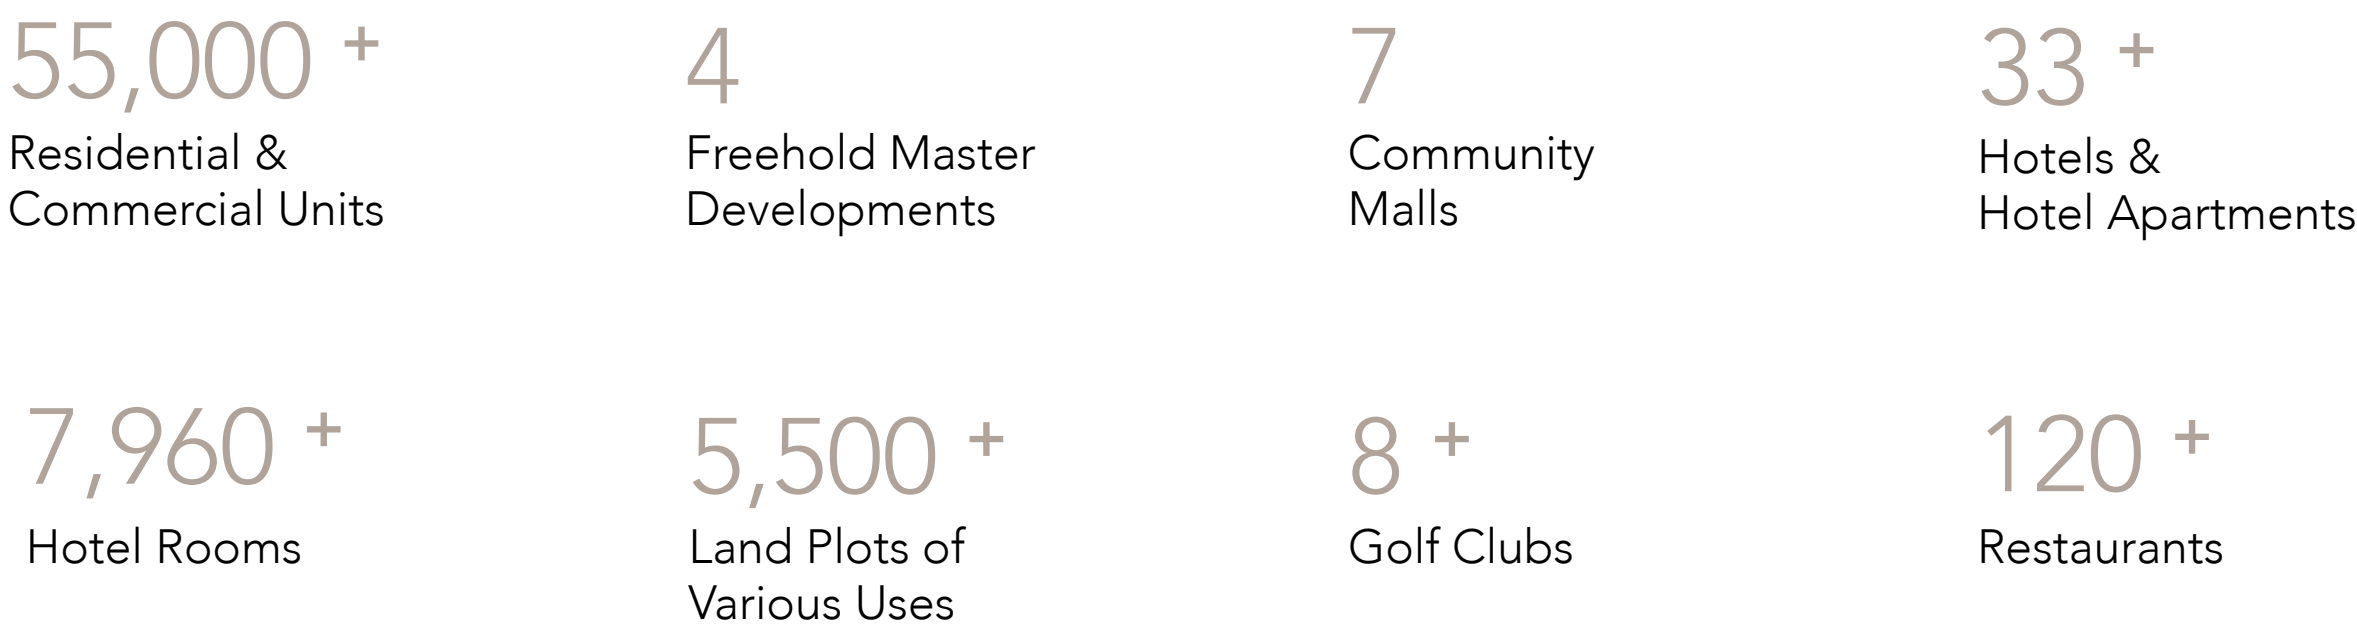 55,000 +
Residential &
Commercial Units
4
Freehold Master
Developments
7
Community
Malls
33 +
Hotels &
Hotel Apartments
7,960 +
Hotel Rooms
5,500 +
Land Plots of
Various Uses
8 +
Golf Clubs
120 +
Restaurants